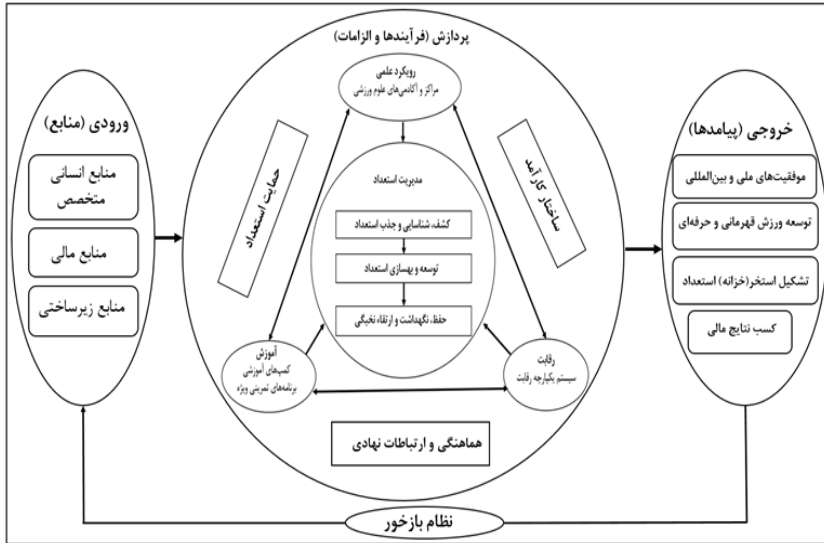 پردازش (فرآیندها و الزامات)
ورودی (منابع)
منابع انسانی
متخصص
منابع مالی
منابع زیرساختی
رویکرد علمی
مراکز و آکادمی‌های علوم ورزشی
حمایت استعداد
ساختار کارآمد
مدیریت استعداد
کشف، شناسایی و جذب استعداد
توسعه و بهسازی استعداد
حفظ، نگهداشت و ارتقاء نخبگی
آموزش
کمپ‌های آموزشی
برنامه‌های تمرینی ویژه
رقابت
سیستم یکپارچه رقابت
هماهنگی و ارتباطات نهادی
خروجی (پیامدها)
موفقیت‌های ملی و بین‌المللی
توسعه ورزش قهرمانی و حرفه‌ای
تشکیل استخر(خزانه) استعداد
کسب نتایج مالی
نظام بازخور